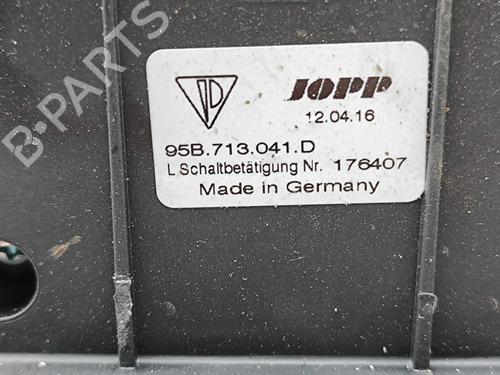 JOPP
12.04.16
95B.713.041.D
L Schaltbetätigung Nr. 176407
Made in Germany
B-PARTS